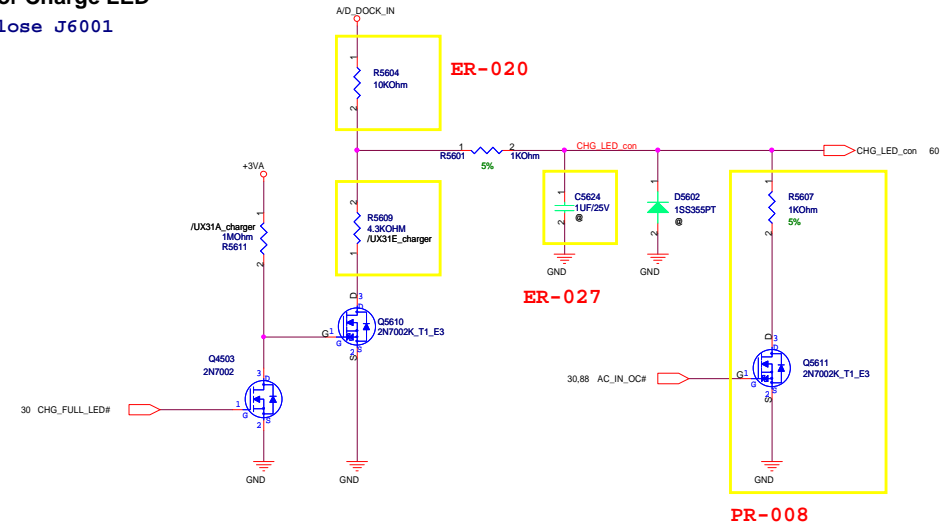 or Charge LED
lose J6001
A/D_DOCK_IN
1
R5604
10KOhm
2
ER-020
1
R5601
2
1KOhm
5%
CHG_LED_con
CHG_LED_con 60
+3VA
1
/UX31A_charger
1MOhm
R5611
2
2
R5609
4.3KOHM
/UX31E_charger
1
1
C5624
1UF/25V
2
@
GND
ER-027
1
D5602
1SS355PT
2
@
GND
1
R5607
1KOhm
5%
2
D
3
D
Q5610
2N7002K_T1_E3
G
1
G
2
S
S
GND
Q4503
2N7002
3
D
1
G
2
S
GND
30 CHG_FULL_LED#
30,88 AC_IN_OC#
D
3
D
Q5611
2N7002K_T1_E3
G
1
G
2
S
S
GND
PR-008